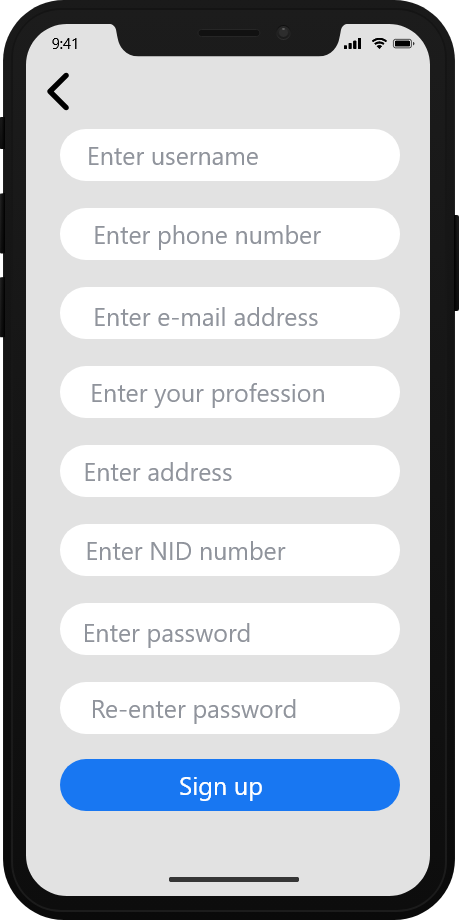 9:41
Enter username
Enter phone number
Enter e-mail address
Enter your profession
Enter address
Enter NID number
Enter password
Re-enter password
Sign up